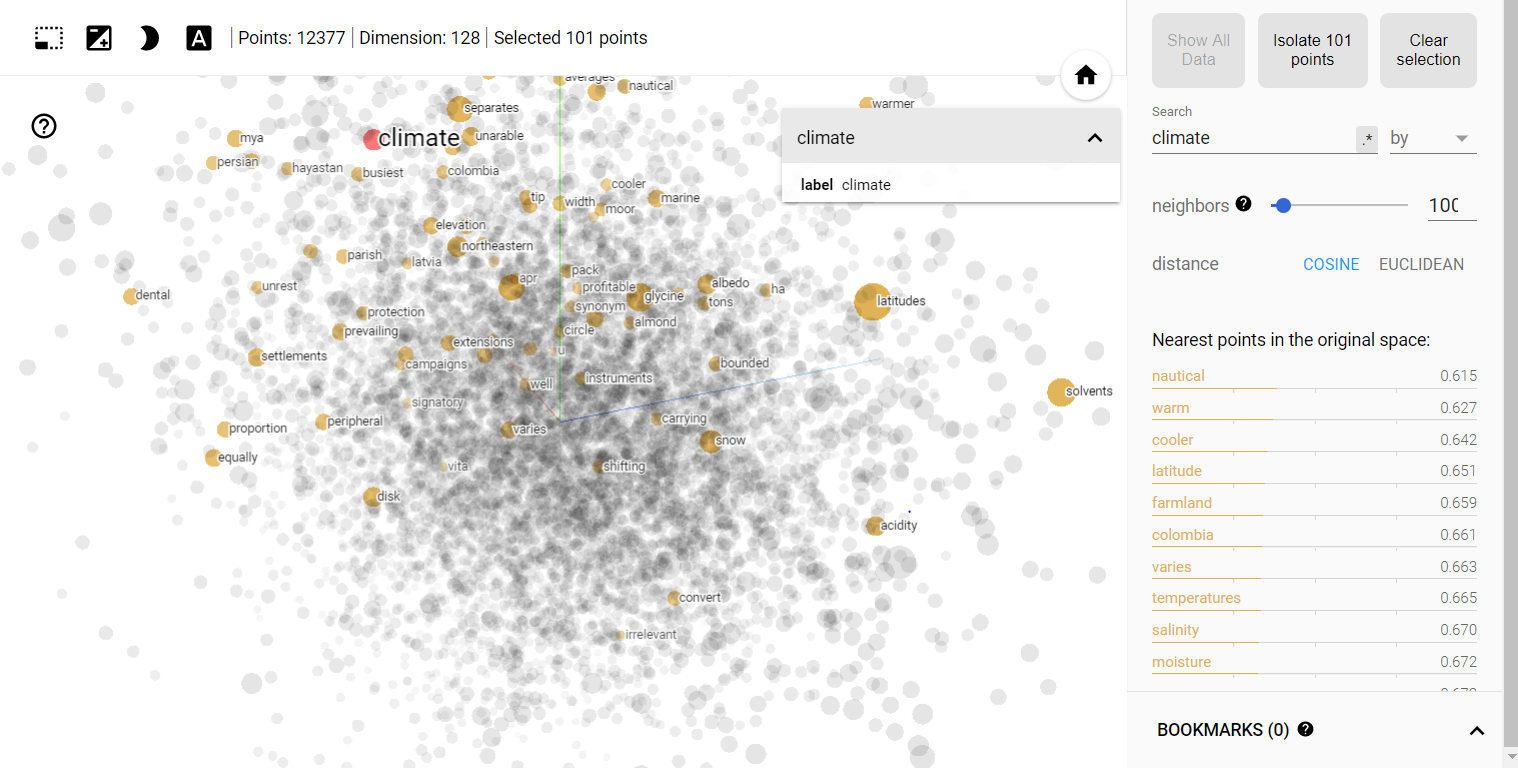 Points: 12377 | Dimension: 128 | Selected 101 points
Show All Data
Isolate 101 points
Clear selection
Search
climate
.*
by
neighbors
100
distance
COSINE
EUCLIDEAN
Nearest points in the original space:
nautical 0.615
warm 0.627
cooler 0.642
latitude 0.651
farmland 0.659
colombia 0.661
varies 0.663
temperatures 0.665
salinity 0.670
moisture 0.672
BOOKMARKS (0)
climate
label climate
averages
nautical
warmer
separates
climate
unarable
mya
persian
hayastan
busiest
colombia
cooler
tip
width
marine
moor
elevation
northeastern
parish
latvia
pack
apr
profitable
albedo
ha
unrest
dental
glycine
tons
latitudes
synonym
protection
almond
prevailing
circle
extensions
u
settlements
campaigns
bounded
instruments
well
solvents
signatory
carrying
peripheral
proportion
varies
snow
equally
vita
shifting
disk
acidity
convert
irrelevant